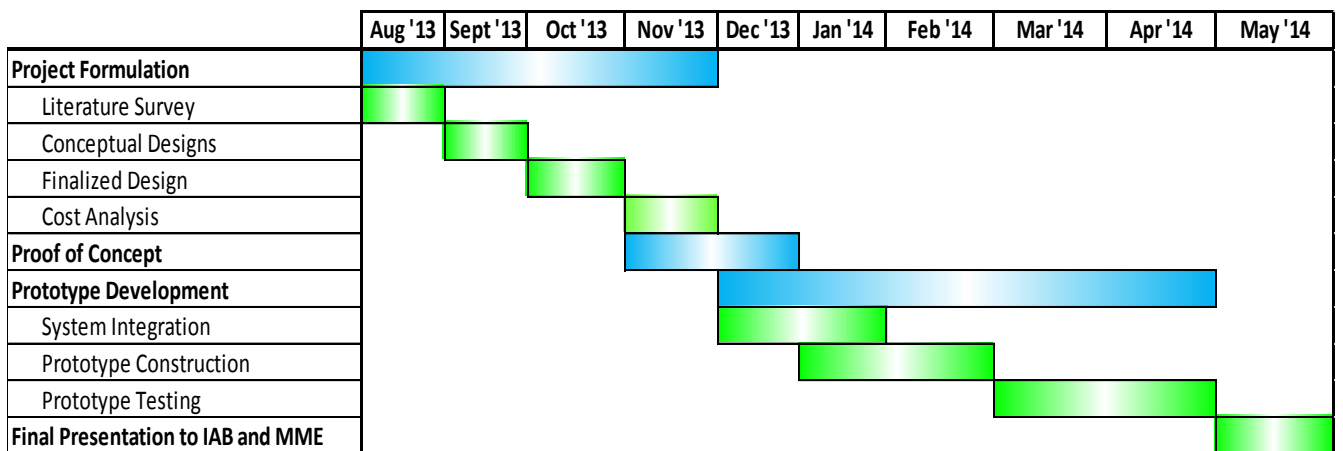 Aug '13 Sept '13 Oct '13 Nov '13 Dec '13 Jan '14 Feb '14 Mar '14 Apr '14 May '14
Project Formulation
Literature Survey
Conceptual Designs
Finalized Design
Cost Analysis
Proof of Concept
Prototype Development
System Integration
Prototype Construction
Prototype Testing
Final Presentation to IAB and MME